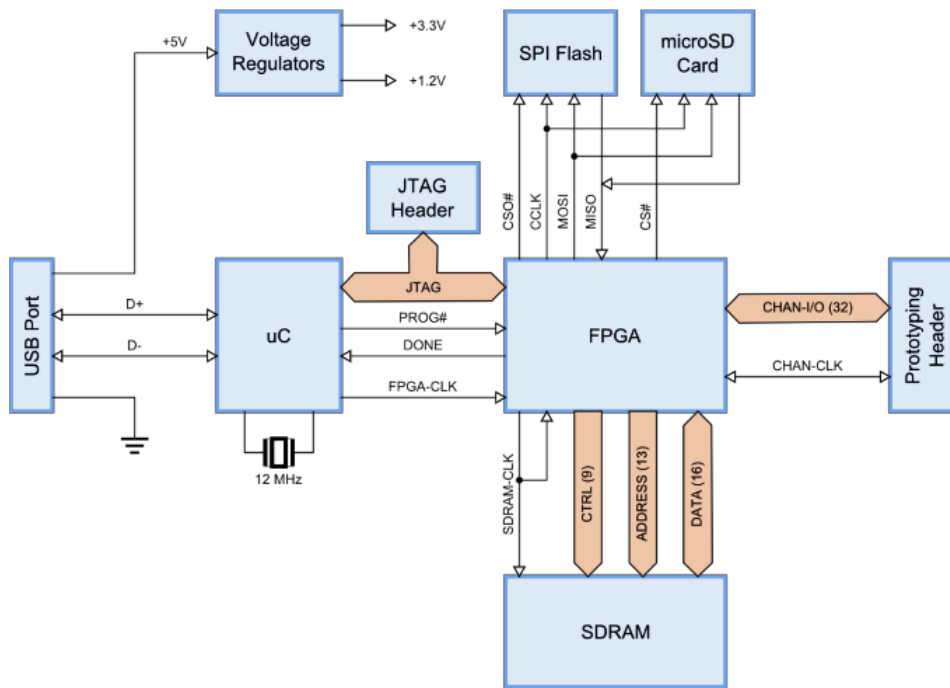 +5V
Voltage
Regulators
+3.3V
+1.2V
SPI Flash
microSD
Card
JTAG
Header
CSO#
CCLK
MOSI
MISO
CS#
USB Port
D+
D-
uC
12 MHz
JTAG
PROG#
DONE
FPGA-CLK
FPGA
CHAN-I/O (32)
CHAN-CLK
Prototyping
Header
SDRAM-CLK
CTRL (9)
ADDRESS (13)
DATA (16)
SDRAM